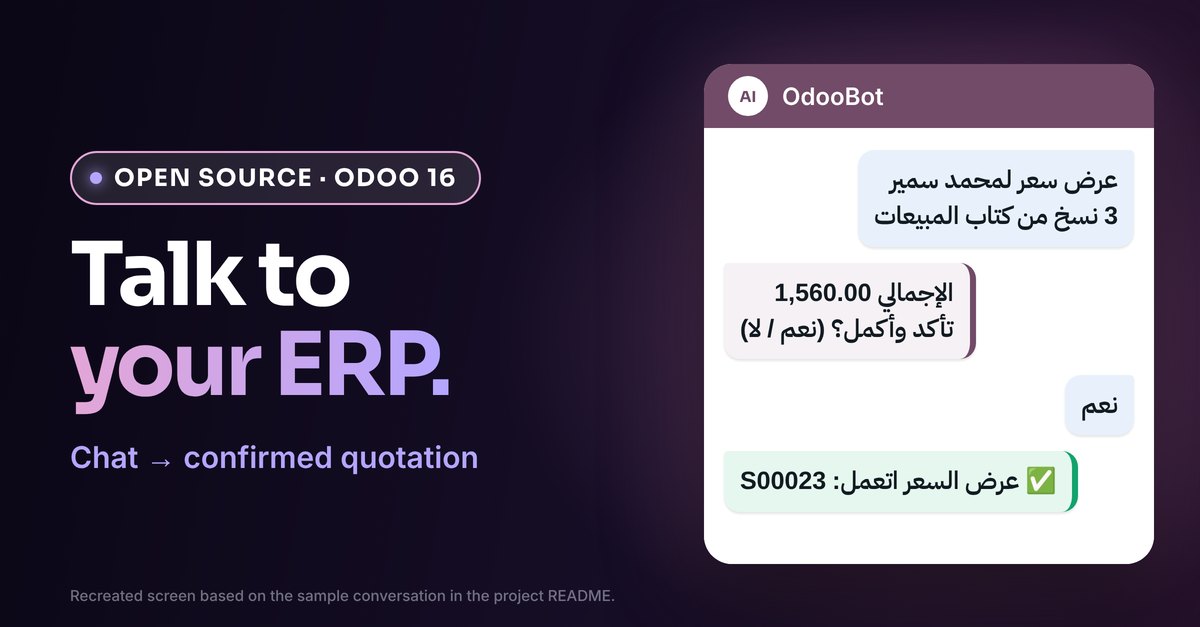 OPEN SOURCE · ODOO 16
Talk to
your ERP.
Chat → confirmed quotation
Recreated screen based on the sample conversation in the project README.
AI OdooBot
عرض سعر لمحمد سمير
3 نسخ من كتاب المبيعات
الإجمالي 1,560.00
تأكد وأكمل؟ (نعم / لا)
نعم
✅ عرض السعر اتعمل: S00023